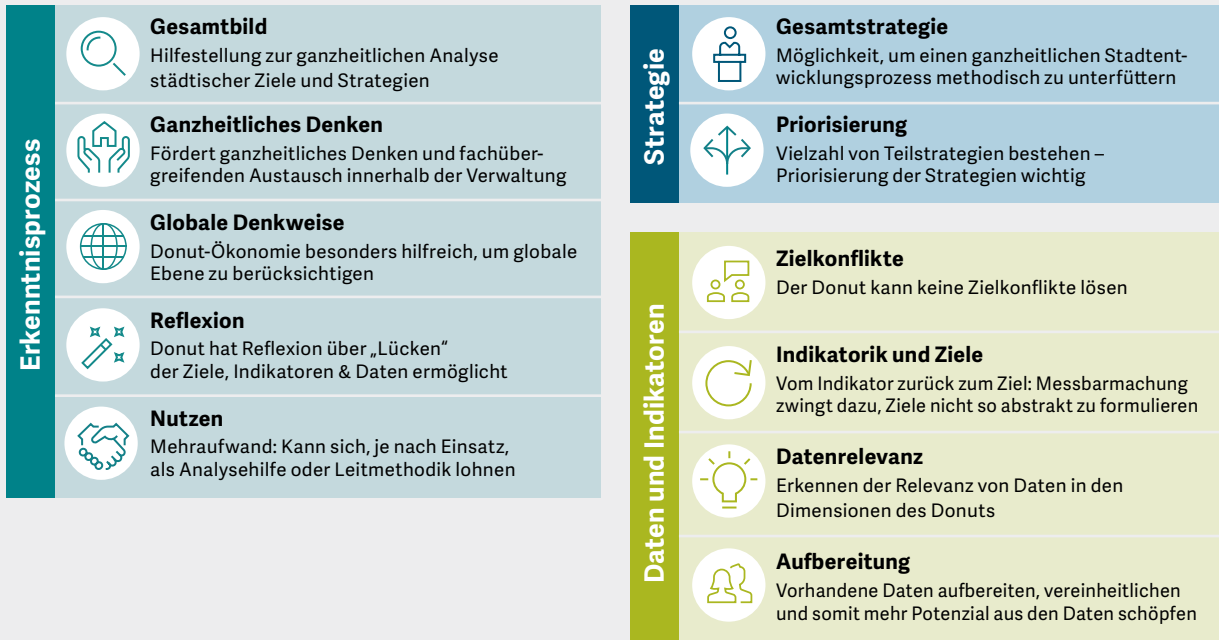 Erkenntnisprozess
Gesamtbild
Hilfestellung zur ganzheitlichen Analyse
städtischer Ziele und Strategien
Ganzheitliches Denken
Fördert ganzheitliches Denken und fachüber-
greifenden Austausch innerhalb der Verwaltung
Globale Denkweise
Donut-Ökonomie besonders hilfreich, um globale
Ebene zu berücksichtigen
Reflexion
Donut hat Reflexion über „Lücken“
der Ziele, Indikatoren & Daten ermöglicht
Nutzen
Mehraufwand: Kann sich, je nach Einsatz,
als Analysehilfe oder Leitmethodik lohnen
Strategie
Gesamtstrategie
Möglichkeit, um einen ganzheitlichen Stadtent-
wicklungsprozess methodisch zu unterfüttern
Priorisierung
Vielzahl von Teilstrategien bestehen –
Priorisierung der Strategien wichtig
Daten und Indikatoren
Zielkonflikte
Der Donut kann keine Zielkonflikte lösen
Indikatorik und Ziele
Vom Indikator zurück zum Ziel: Messbarmachung
zwingt dazu, Ziele nicht so abstrakt zu formulieren
Datenrelevanz
Erkennen der Relevanz von Daten in den
Dimensionen des Donuts
Aufbereitung
Vorhandene Daten aufbereiten, vereinheitlichen
und somit mehr Potenzial aus den Daten schöpfen